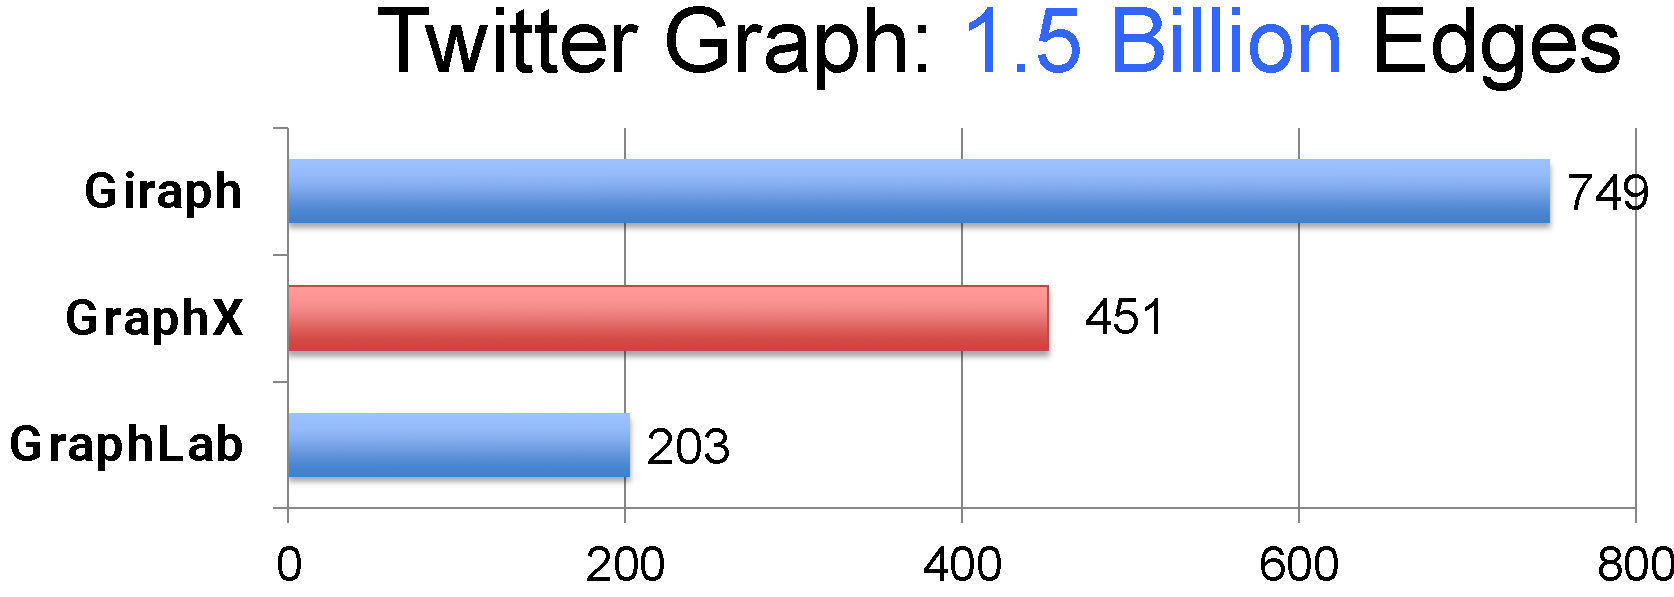 Twitter Graph: 1.5 Billion Edges
Giraph 749
GraphX 451
GraphLab 203
0 200 400 600 800